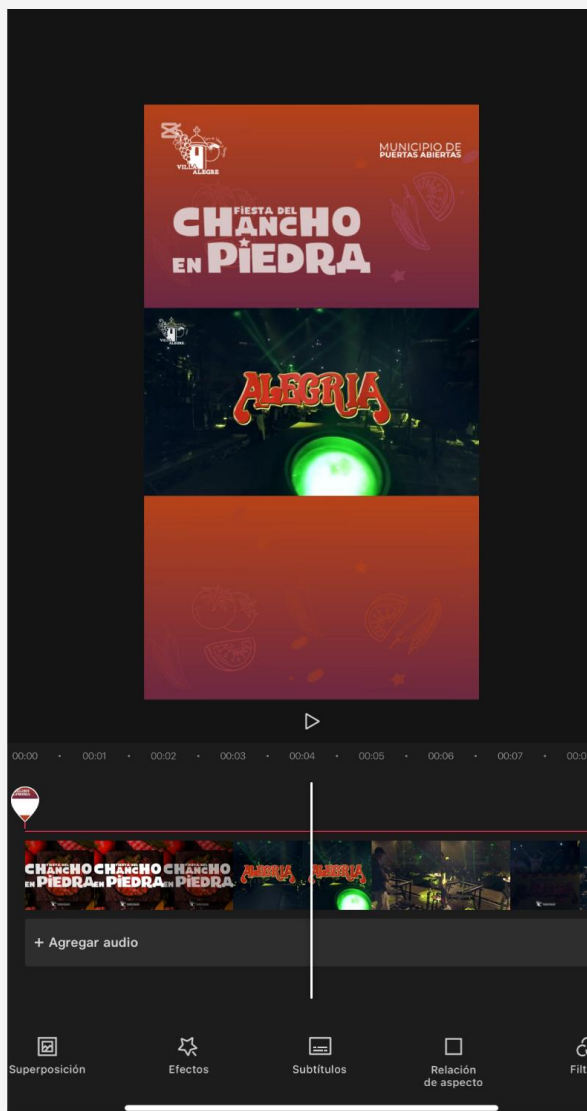 VILLA
ALEGRE
MUNICIPIO DE
PUERTAS ABIERTAS
FIESTA DEL
CHANCHO
EN PIEDRA
VILLA
ALEGRE
ALEGRIA
00:00 00:01 00:02 00:03 00:04 00:05 00:06 00:07
CHANCHO CHANCHO CHANCHO
EN PIEDRA EN PIEDRA EN PIEDRA
ALEGRIA ALEGRIA
+ Agregar audio
Superposición
Efectos
Subtítulos
Relación
de aspecto